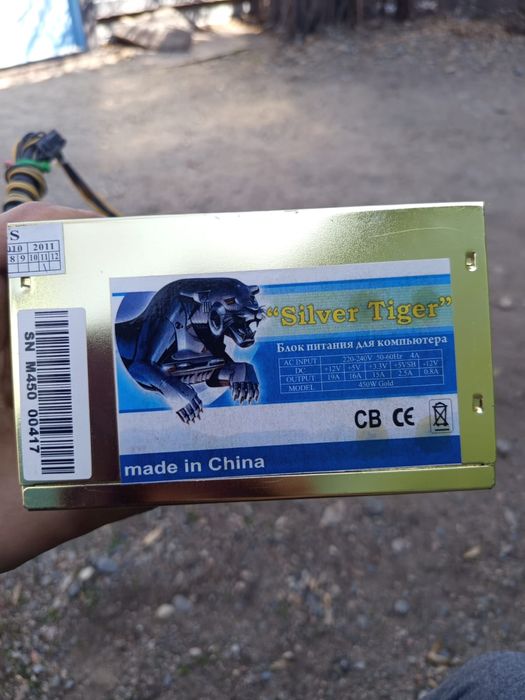 S
010 2011
8 9 10 11 12
SN M450 00417
"Silver Tiger"
Блок питания для компьютера
AC INPUT 220-240V 50-60Hz 4A
DC +12V +5V +3.3V +5VSH +12V
OUTPUT 19A 16A 15A 2.5A 0.8A
MODEL 450W Gold
CB CE
made in China